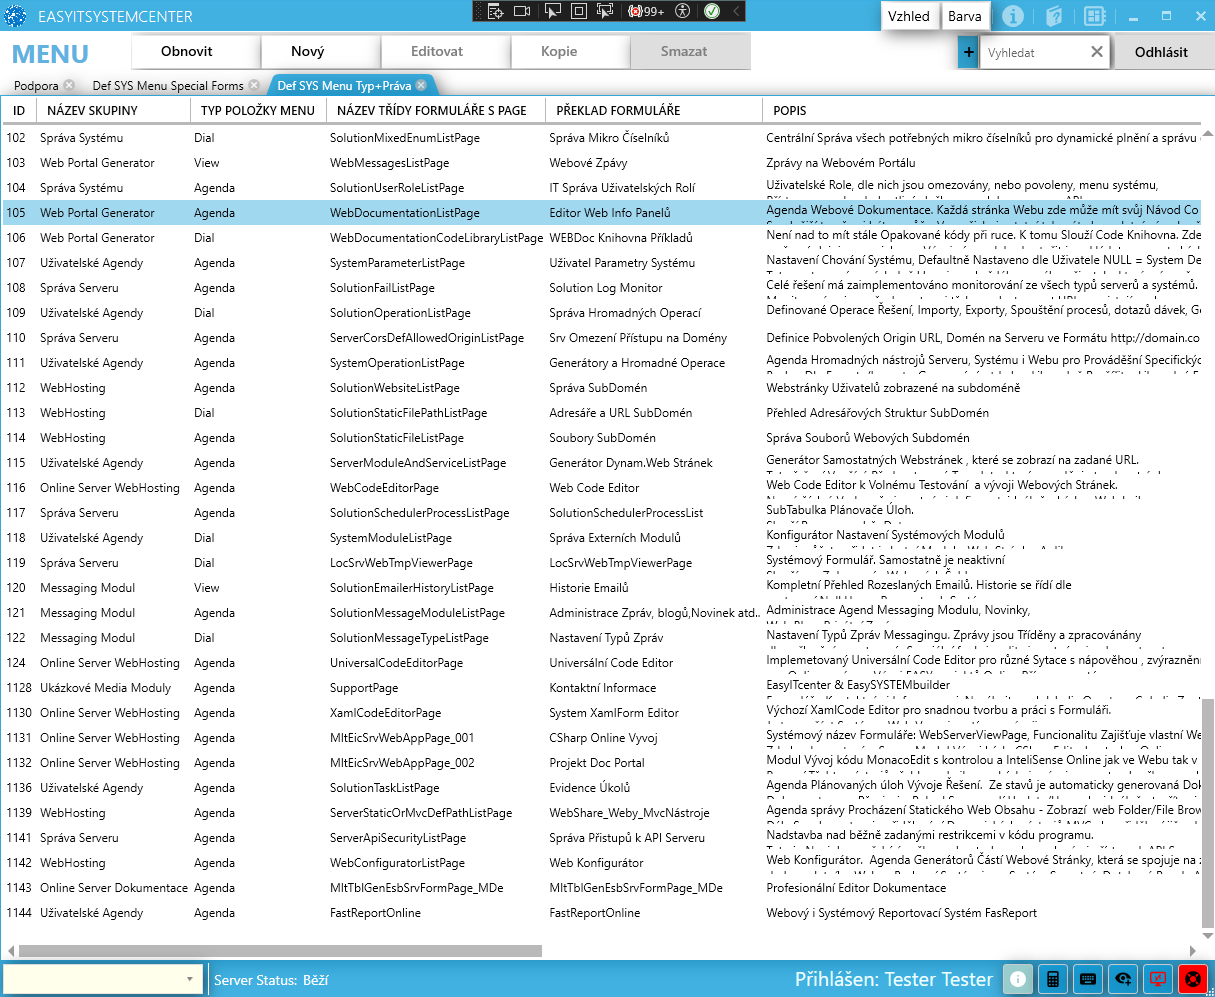 EASYITSYSTEMCENTER
99+
Vzhled
Barva
MENU
Obnovit
Nový
Editovat
Kopie
Smazat
Vyhledat
Odhlásit
Podpora
Def SYS Menu Special Forms
Def SYS Menu Typ+Práva
ID NÁZEV SKUPINY TYP POLOŽKY MENU NÁZEV TŘÍDY FORMULÁŘE S PAGE PŘEKLAD FORMULÁŘE POPIS
102 Správa Systému Dial SolutionMixedEnumListPage Správa Mikro Číselníků Centrální Správa všech potřebných mikro číselníků pro dynamické plnění a správu
103 Web Portal Generator View WebMessagesListPage Webové Zpávy Zprávy na Webovém Portálu
104 Správa Systému Agenda SolutionUserRoleListPage IT Správa Uživatelských Rolí Uživatelské Role, dle nich jsou omezovány, nebo povoleny, menu systému,
105 Web Portal Generator Agenda WebDocumentationListPage Editor Web Info Panelů Agenda Webové Dokumentace. Každá stránka Webu zde může mít svůj Návod Co
106 Web Portal Generator Dial WebDocumentationCodeLibraryListPage WEBDoc Knihovna Příkladů Není nad to mít stále Opakované kódy při ruce. K tomu Slouží Code Knihovna. Zde
107 Uživatelské Agendy Agenda SystemParameterListPage Uživatel Parametry Systému Nastavení Chování Systému, Defaultně Nastaveno dle Uživatele NULL = System De
108 Správa Serveru Agenda SolutionFailListPage Solution Log Monitor Celé řešení má zaimplementováno monitorování ze všech typů serverů a systémů.
109 Uživatelské Agendy Dial SolutionOperationListPage Správa Hromadných Operací Definované Operace Řešení, Importy, Exporty, Spouštění procesů, dotazů dávek, Ge
110 Správa Serveru Agenda ServerCorsDefAllowedOriginListPage Srv Omezení Přístupu na Domény Definice Pobvolených Origin URL, Domén na Serveru ve Formátu http://domain.co
111 Uživatelské Agendy Agenda SystemOperationListPage Generátory a Hromadné Operace Agenda Hromadných nástrojů Serveru, Systému i Webu pro Provádění Specifickýc
112 WebHosting Agenda SolutionWebsiteListPage Správa SubDomén Webstránky Uživatelů zobrazené na subdoméně
113 WebHosting Dial SolutionStaticFilePathListPage Adresáře a URL SubDomén Přehled Adresářových Struktur SubDomén
114 WebHosting Agenda SolutionStaticFileListPage Soubory SubDomén Správa Souborů Webových Subdomén
115 Uživatelské Agendy Agenda ServerModuleAndServiceListPage Generátor Dynam.Web Stránek Generátor Samostatných Webstránek , které se zobrazí na zadané URL.
116 Online Server WebHosting Agenda WebCodeEditorPage Web Code Editor Web Code Editor k Volnému Testování a vývoji Webových Stránek.
117 Správa Serveru Agenda SolutionSchedulerProcessListPage SolutionSchedulerProcessList SubTabulka Plánovače Úloh.
118 Uživatelské Agendy Dial SystemModuleListPage Správa Externích Modulů Konfigurátor Nastavení Systémových Modulů
119 Správa Serveru Dial LocSrvWebTmpViewerPage LocSrvWebTmpViewerPage Systémový Formulář. Samostatně je neaktivní
120 Messaging Modul View SolutionEmailerHistoryListPage Historie Emailů Kompletní Přehled Rozeslaných Emailů. Historie se řídí dle
121 Messaging Modul Agenda SolutionMessageModuleListPage Administrace Zpráv, blogů,Novinek atd.. Administrace Agend Messaging Modulu, Novinky,
122 Messaging Modul Dial SolutionMessageTypeListPage Nastavení Typů Zpráv Nastavení Typů Zpráv Messagingu. Zprávy jsou Tříděny a zpracovánány
124 Online Server WebHosting Agenda UniversalCodeEditorPage Universální Code Editor Implemetovaný Universální Code Editor pro různé Sytace s nápověhou , zvýrazněnn
1128 Ukázkové Media Moduly Agenda SupportPage Kontaktní Informace EasyITcenter & EasySYSTEMbuilder
1130 Online Server WebHosting Agenda XamlCodeEditorPage System XamlForm Editor Výchozí XamlCode Editor pro snadnou tvorbu a práci s Formuláři.
1131 Online Server WebHosting Agenda MltEicSrvWebAppPage_001 CSharp Online Vyvoj Systémový název Formuláře: WebServerViewPage, Funcionalitu Zajišťuje vlastní We
1132 Online Server WebHosting Agenda MltEicSrvWebAppPage_002 Projekt Doc Portal Modul Vývoj kódu MonacoEdit s kontrolou a InteliSense Online jak ve Webu tak v
1136 Uživatelské Agendy Agenda SolutionTaskListPage Evidence Úkolů Agenda Plánovaných úloh Vývoje Řešení. Ze stavů je automaticky generovaná Dok
1139 WebHosting Agenda ServerStaticOrMvcDefPathListPage WebShare_Weby_MvcNástroje Agenda správy Procházení Statického Web Obsahu - Zobrazí web Folder/File Brow
1141 Správa Serveru Agenda ServerApiSecurityListPage Správa Přistupů k API Serveru Nadstavba nad běžně zadanými restrikcemi v kódu programu.
1142 WebHosting Agenda WebConfiguratorListPage Web Konfigurátor Web Konfigurátor. Agenda Generátorů Částí Webové Stránky, která se spojuje na z
1143 Online Server Dokumentace Agenda MltTblGenEsbSrvFormPage_MDe MltTblGenEsbSrvFormPage_MDe Profesionální Editor Dokumentace
1144 Uživatelské Agendy Agenda FastReportOnline FastReportOnline Webový i Systémový Reportovací Systém FasReport
Server Status: Běží
Přihlášen: Tester Tester